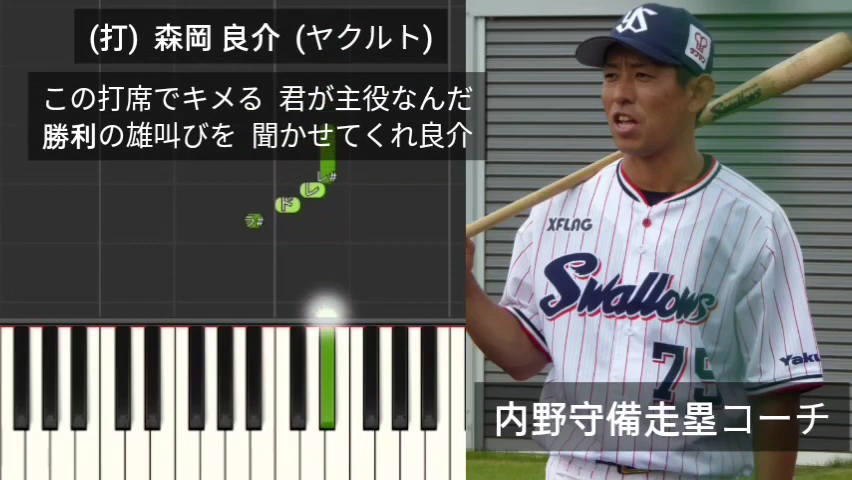 (打) 森岡 良介 (ヤクルト)
この打席でキメる 君が主役なんだ
勝利の雄叫びを 聞かせてくれ良介
レ#
レ
ド
XFLAG
Swallows
75
Yaku
Swallows
内野守備走塁コーチ